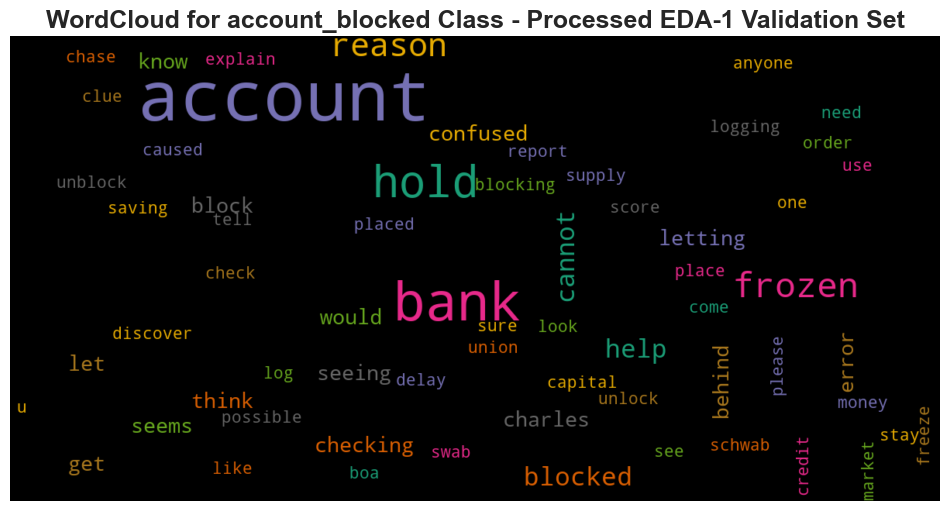 WordCloud for account_blocked Class - Processed EDA-1 Validation Set
reason
chase
know
explain
anyone
account
clue
need
logging
confused
order
caused
report
use
hold
blocking
supply
unblock
saving
block
score
one
tell
placed
cannot
letting
check
place
frozen
bank
come
would
sure
look
discover
union
help
behind
please
error
let
log
seeing
delay
capital
unlock
think
money
u
possible
charles
seems
stay
freeze
checking
swab
see
schwab
get
like
boa
blocked
credit
market